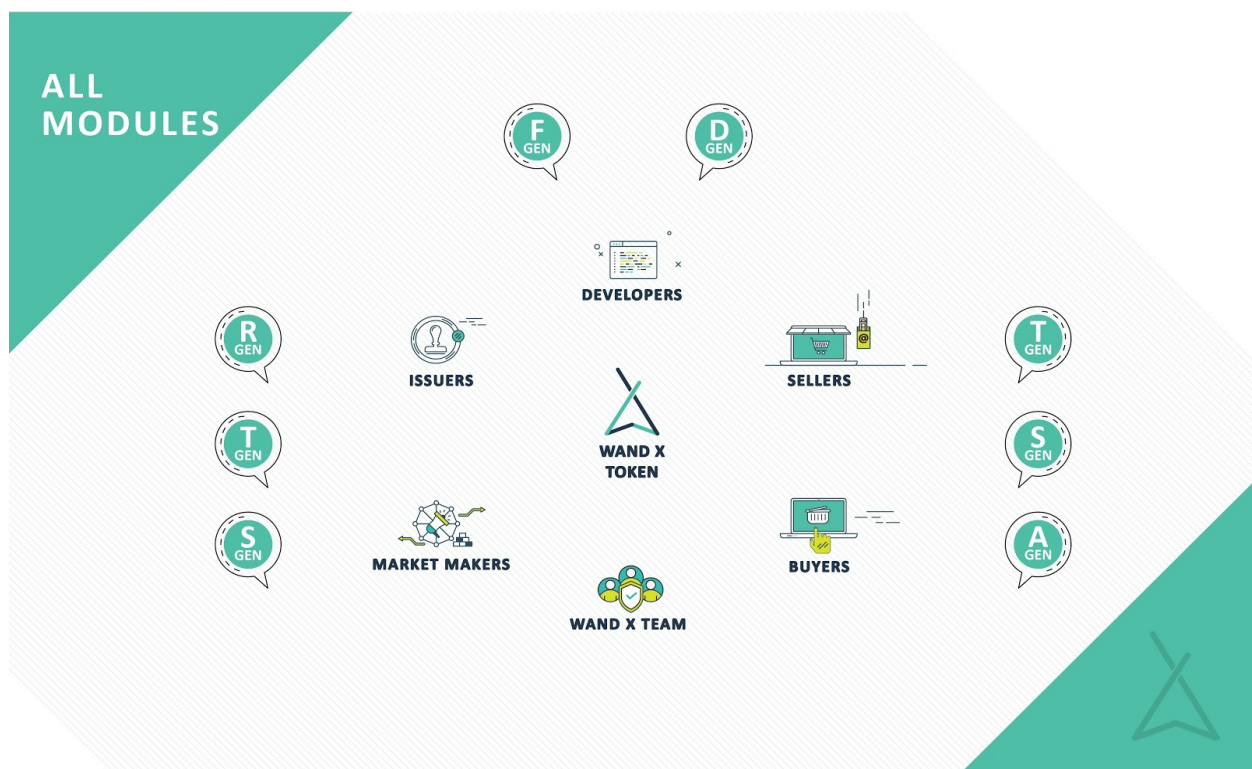 ALL
MODULES
F
GEN
D
GEN
DEVELOPERS
R
GEN
ISSUERS
@
SELLERS
T
GEN
WAND X
TOKEN
T
GEN
S
GEN
S
GEN
MARKET MAKERS
BUYERS
A
GEN
WAND X TEAM